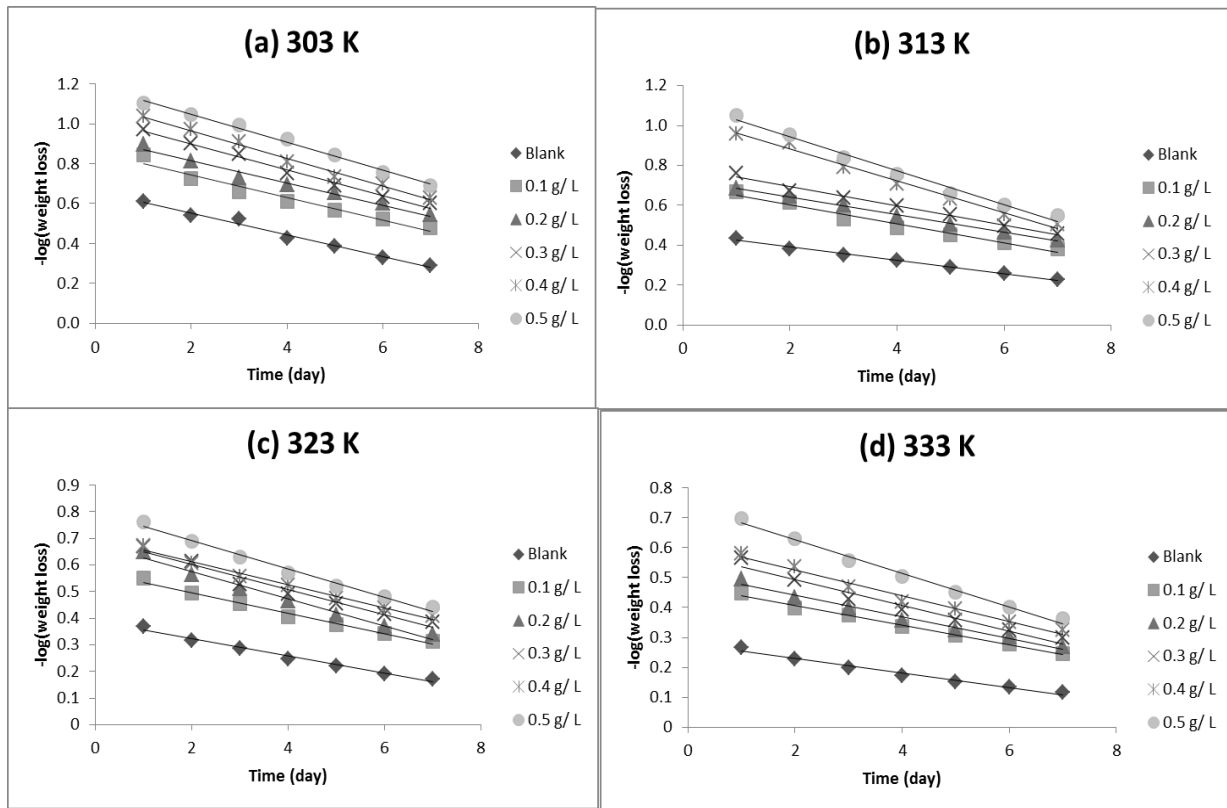 (a) 303 K
1.2
1.0
0.8
0.6
0.4
0.2
0.0
0 2 4 6 8
-log(weight loss)
Time (day)
Blank
0.1 g/ L
0.2 g/ L
0.3 g/ L
0.4 g/ L
0.5 g/ L
(b) 313 K
1.2
1.0
0.8
0.6
0.4
0.2
0.0
0 2 4 6 8
-log(weight loss)
Time (day)
Blank
0.1 g/ L
0.2 g/ L
0.3 g/ L
0.4 g/ L
0.5 g/ L
(c) 323 K
0.9
0.8
0.7
0.6
0.5
0.4
0.3
0.2
0.1
0
0 2 4 6 8
-log(weight loss)
Time (day)
Blank
0.1 g/ L
0.2 g/ L
0.3 g/ L
0.4 g/ L
0.5 g/ L
(d) 333 K
0.8
0.7
0.6
0.5
0.4
0.3
0.2
0.1
0
0 2 4 6 8
-log(weight loss)
Time (day)
Blank
0.1 g/ L
0.2 g/ L
0.3 g/ L
0.4 g/ L
0.5 g/ L